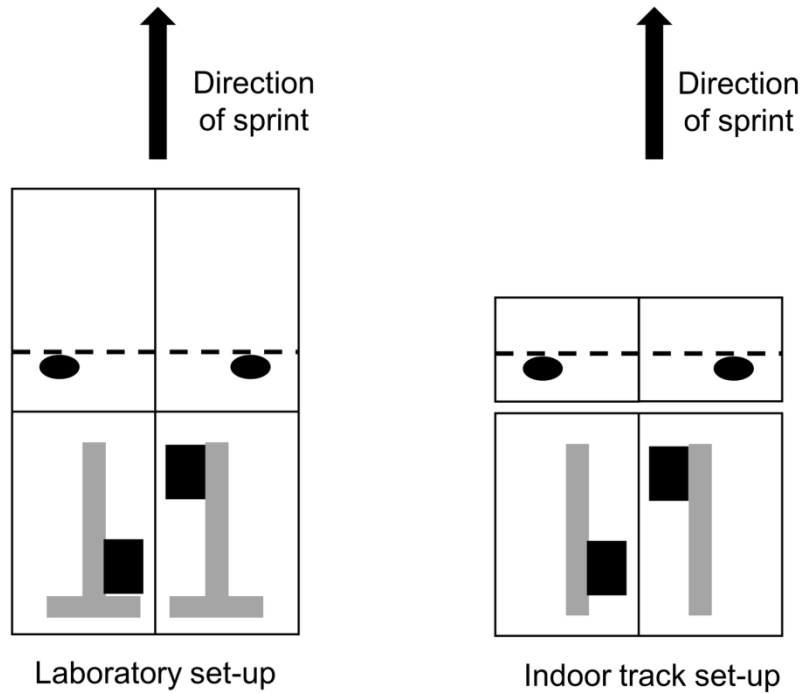 Direction
of sprint
Direction
of sprint
Laboratory set-up
Indoor track set-up